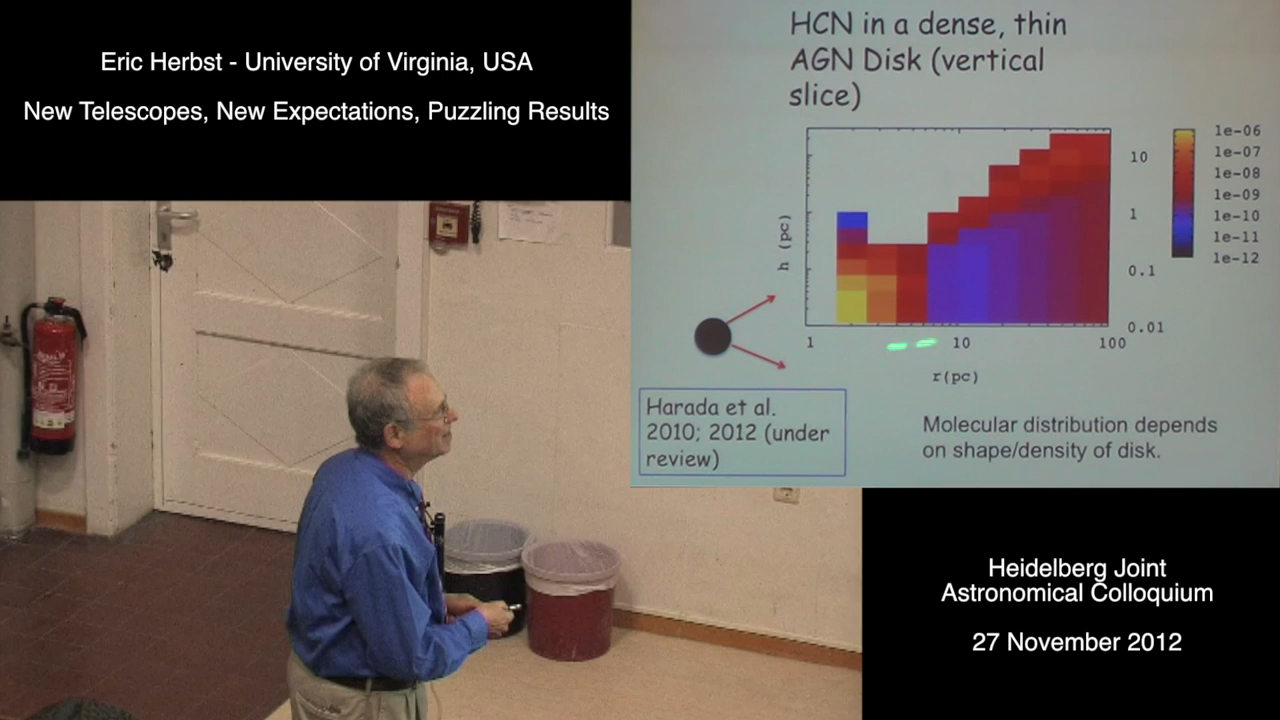 Eric Herbst - University of Virginia, USA
New Telescopes, New Expectations, Puzzling Results
HCN in a dense, thin
AGN Disk (vertical
slice)
10
1
0.1
0.01
h (pc)
1 10 100
r(pc)
1e-06
1e-07
1e-08
1e-09
1e-10
1e-11
1e-12
Harada et al.
2010; 2012 (under
review)
Molecular distribution depends
on shape/density of disk.
Heidelberg Joint
Astronomical Colloquium
27 November 2012